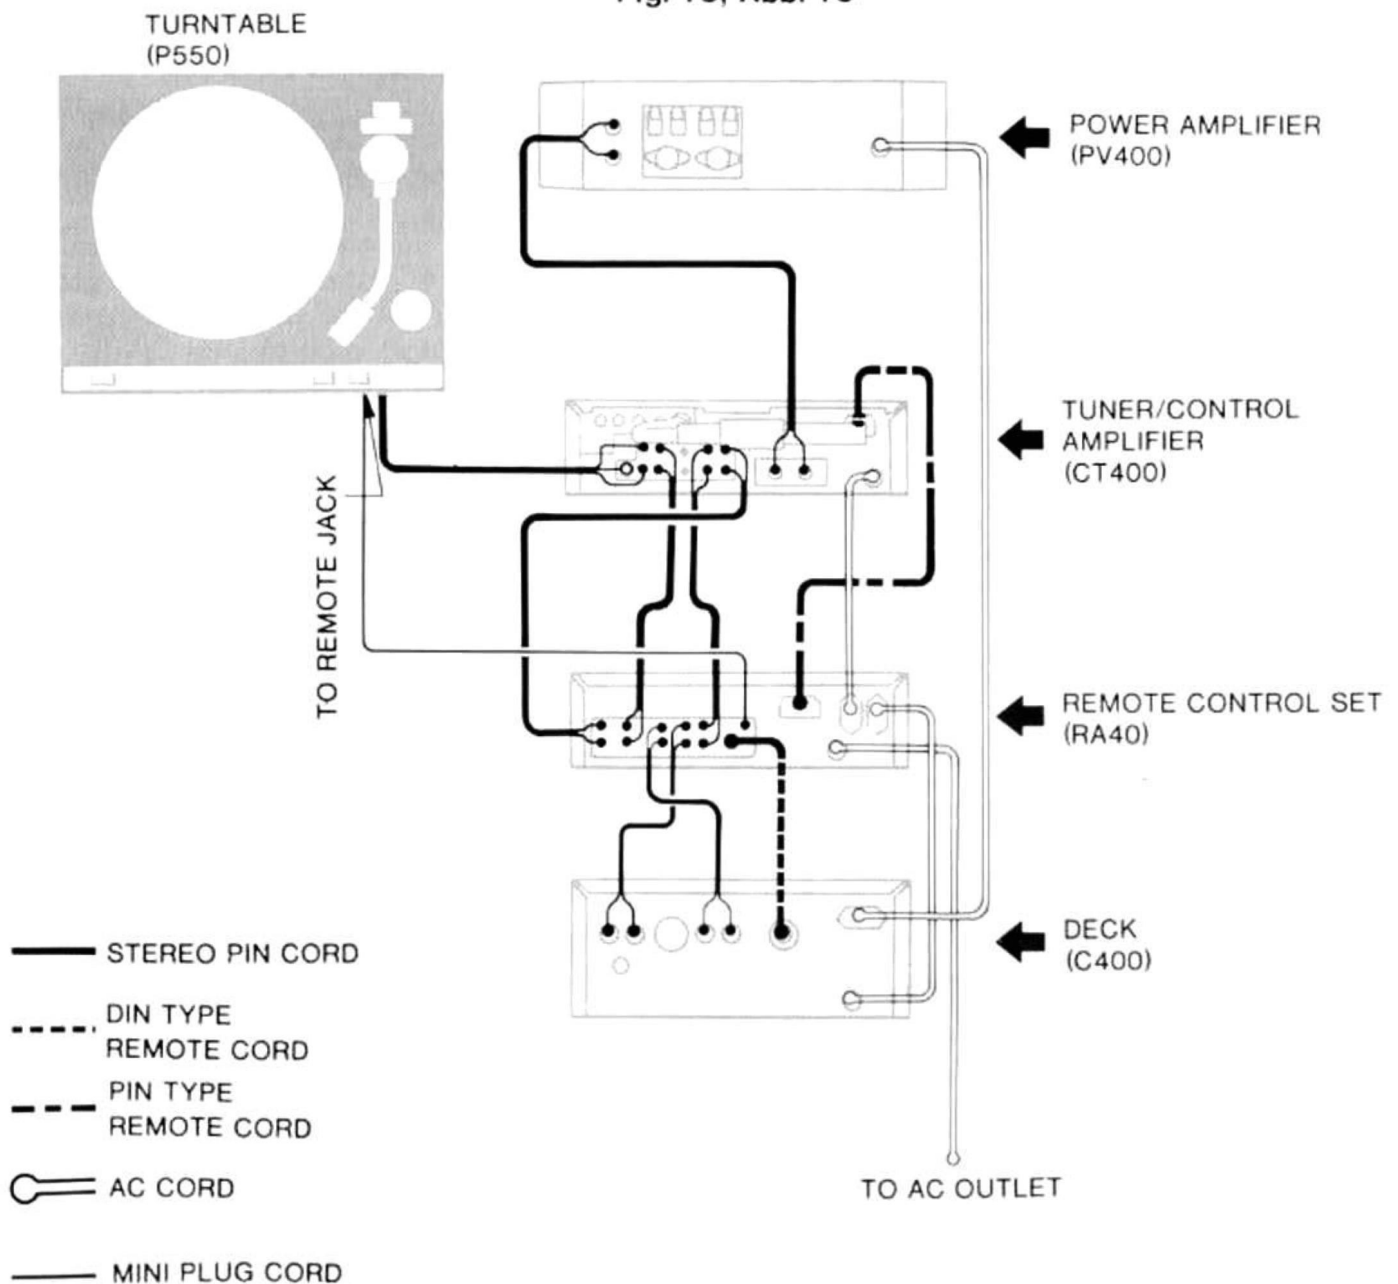 TURNTABLE
(P550)
POWER AMPLIFIER
(PV400)
TUNER/CONTROL
AMPLIFIER
(CT400)
TO REMOTE JACK
REMOTE CONTROL SET
(RA40)
DECK
(C400)
STEREO PIN CORD
DIN TYPE
REMOTE CORD
PIN TYPE
REMOTE CORD
AC CORD
TO AC OUTLET
MINI PLUG CORD